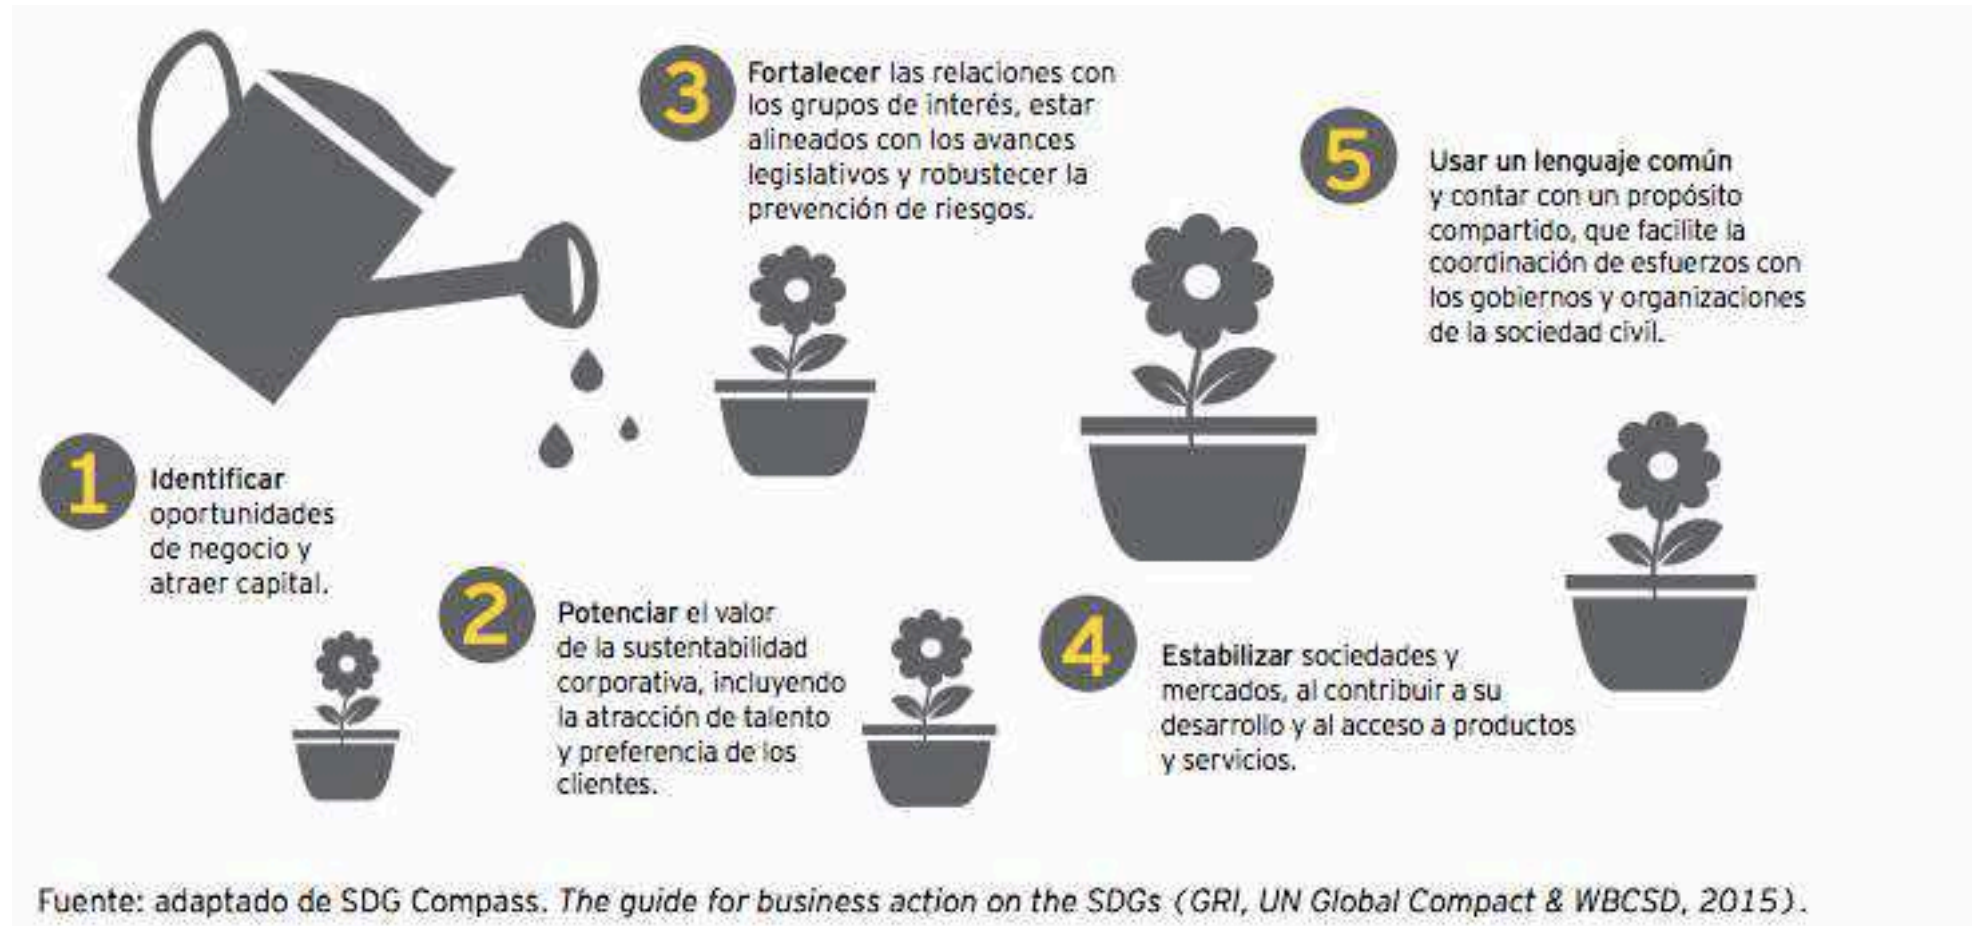 1
Identificar
oportunidades
de negocio y
atraer capital.
2
Potenciar el valor
de la sustentabilidad
corporativa, incluyendo
la atracción de talento
y preferencia de los
clientes.
3
Fortalecer las relaciones con
los grupos de interés, estar
alineados con los avances
legislativos y robustecer la
prevención de riesgos.
4
Estabilizar sociedades y
mercados, al contribuir a su
desarrollo y al acceso a productos
y servicios.
5
Usar un lenguaje común
y contar con un propósito
compartido, que facilite la
coordinación de esfuerzos con
los gobiernos y organizaciones
de la sociedad civil.
Fuente: adaptado de SDG Compass. The guide for business action on the SDGs (GRI, UN Global Compact & WBCSD, 2015).